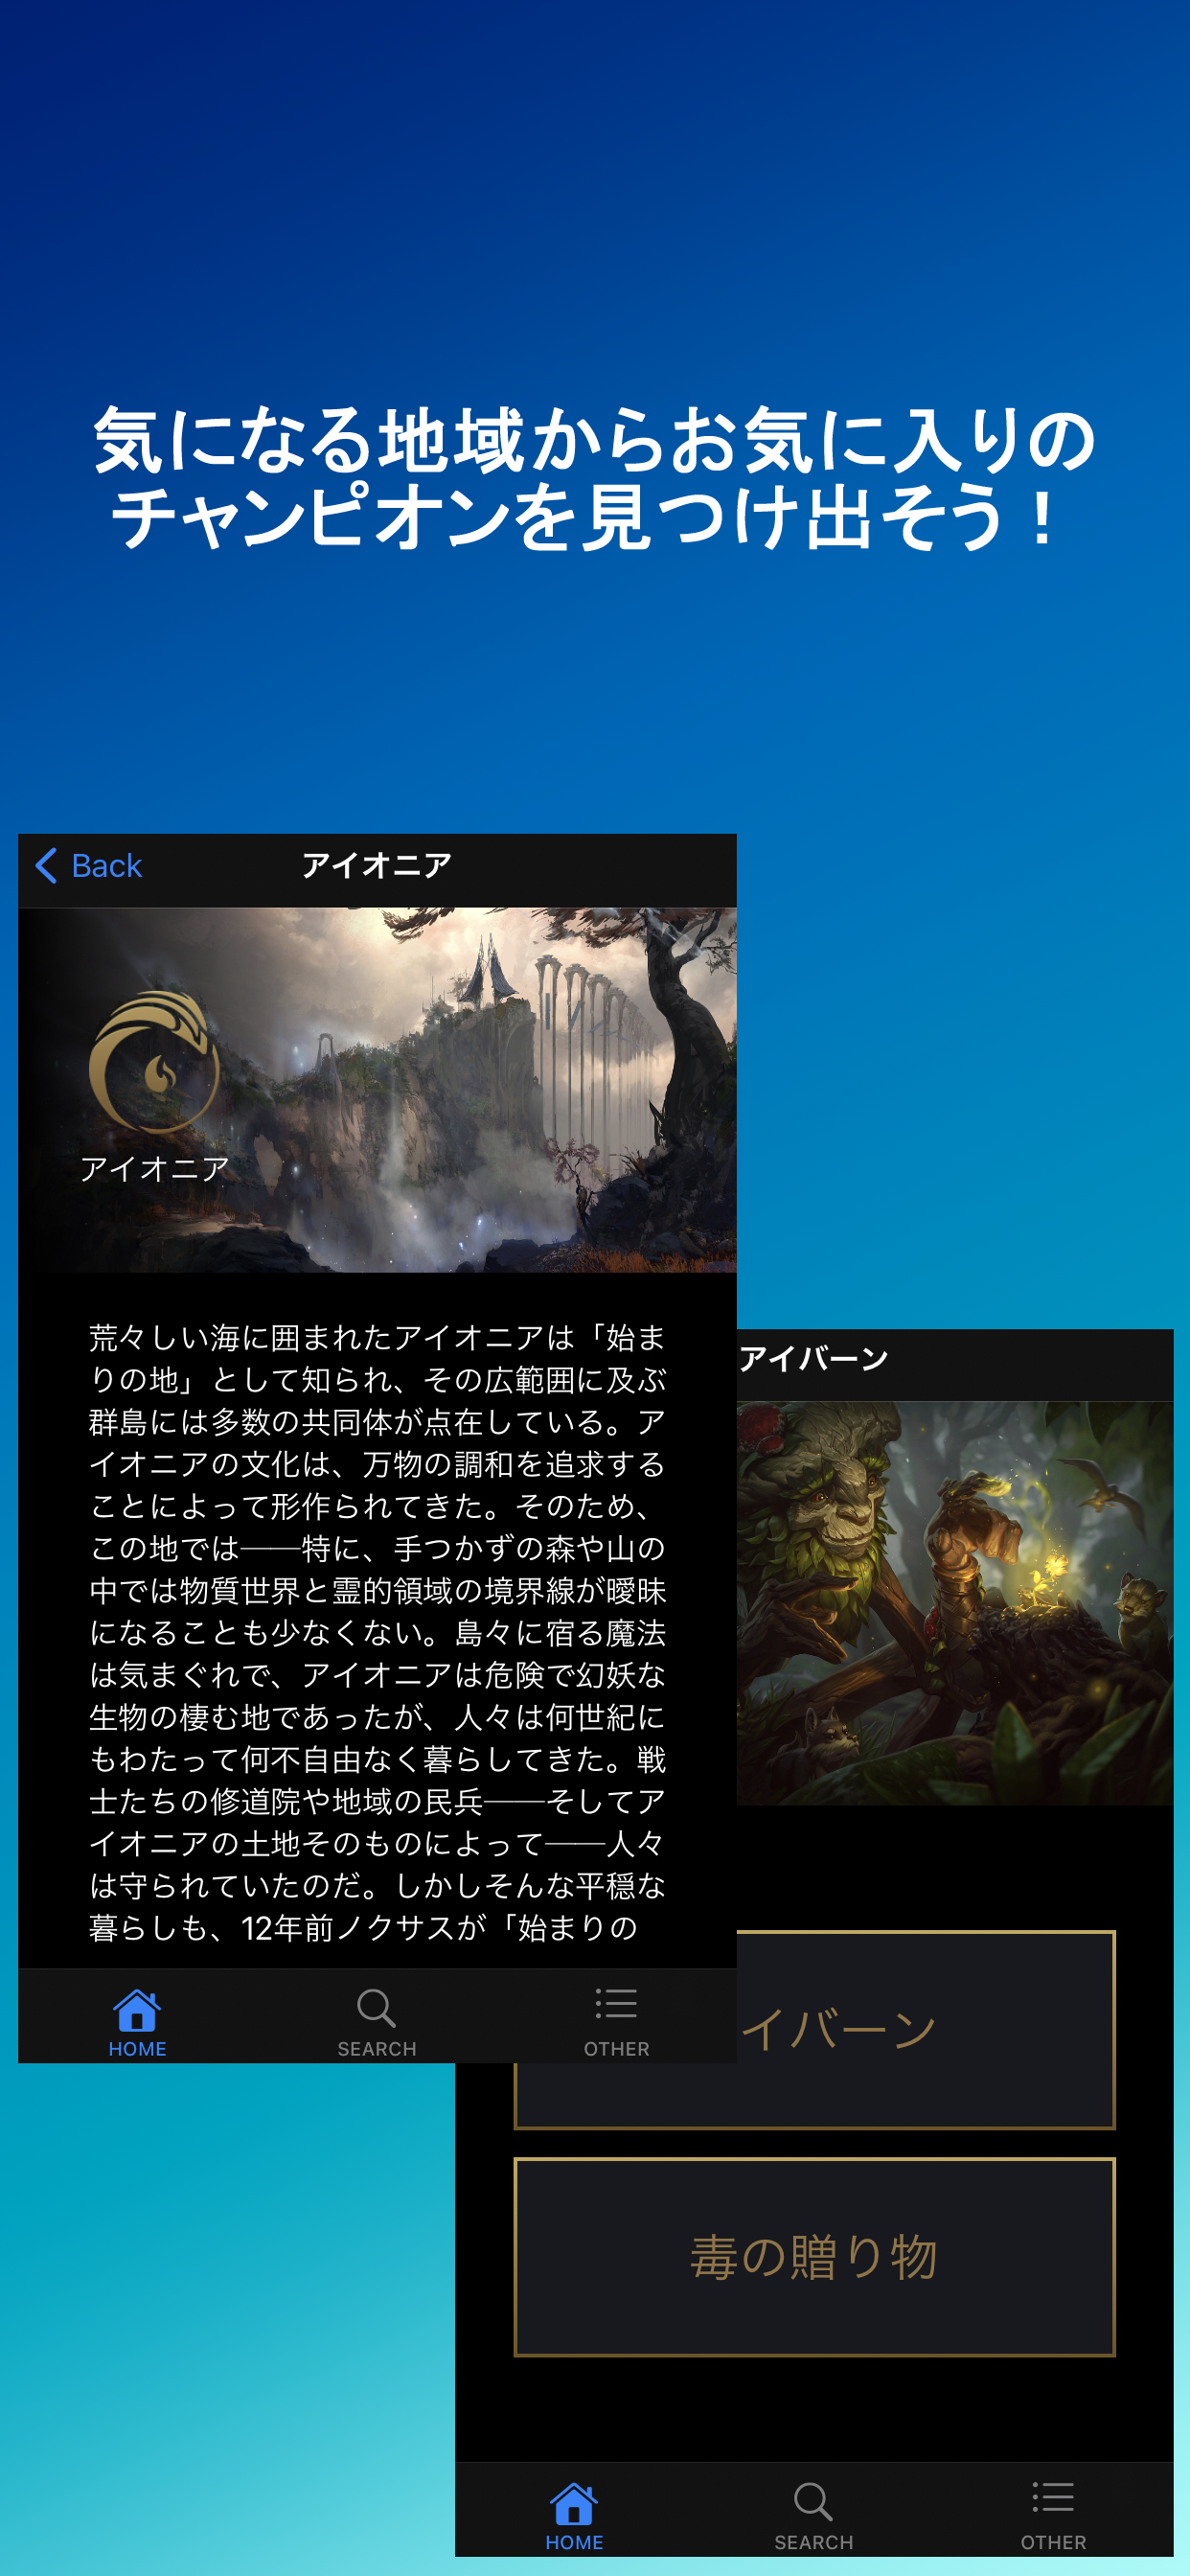 気になる地域からお気に入りの
チャンピオンを見つけ出そう！
Back
アイオニア
アイオニア
荒々しい海に囲まれたアイオニアは「始ま
りの地」として知られ、その広範囲に及ぶ
群島には多数の共同体が点在している。ア
イオニアの文化は、万物の調和を追求する
ことによって形作られてきた。そのため、
この地では──特に、手つかずの森や山の
中では物質世界と霊的領域の境界線が曖昧
になることも少なくない。島々に宿る魔法
は気まぐれで、アイオニアは危険で幻妖な
生物の棲む地であったが、人々は何世紀に
もわたって何不自由なく暮らしてきた。戦
士たちの修道院や地域の民兵──そしてア
イオニアの土地そのものによって──人々
は守られていたのだ。しかしそんな平穏な
暮らしも、12年前ノクサスが「始まりの
HOME
SEARCH
OTHER
アイバーン
イバーン
毒の贈り物
HOME
SEARCH
OTHER